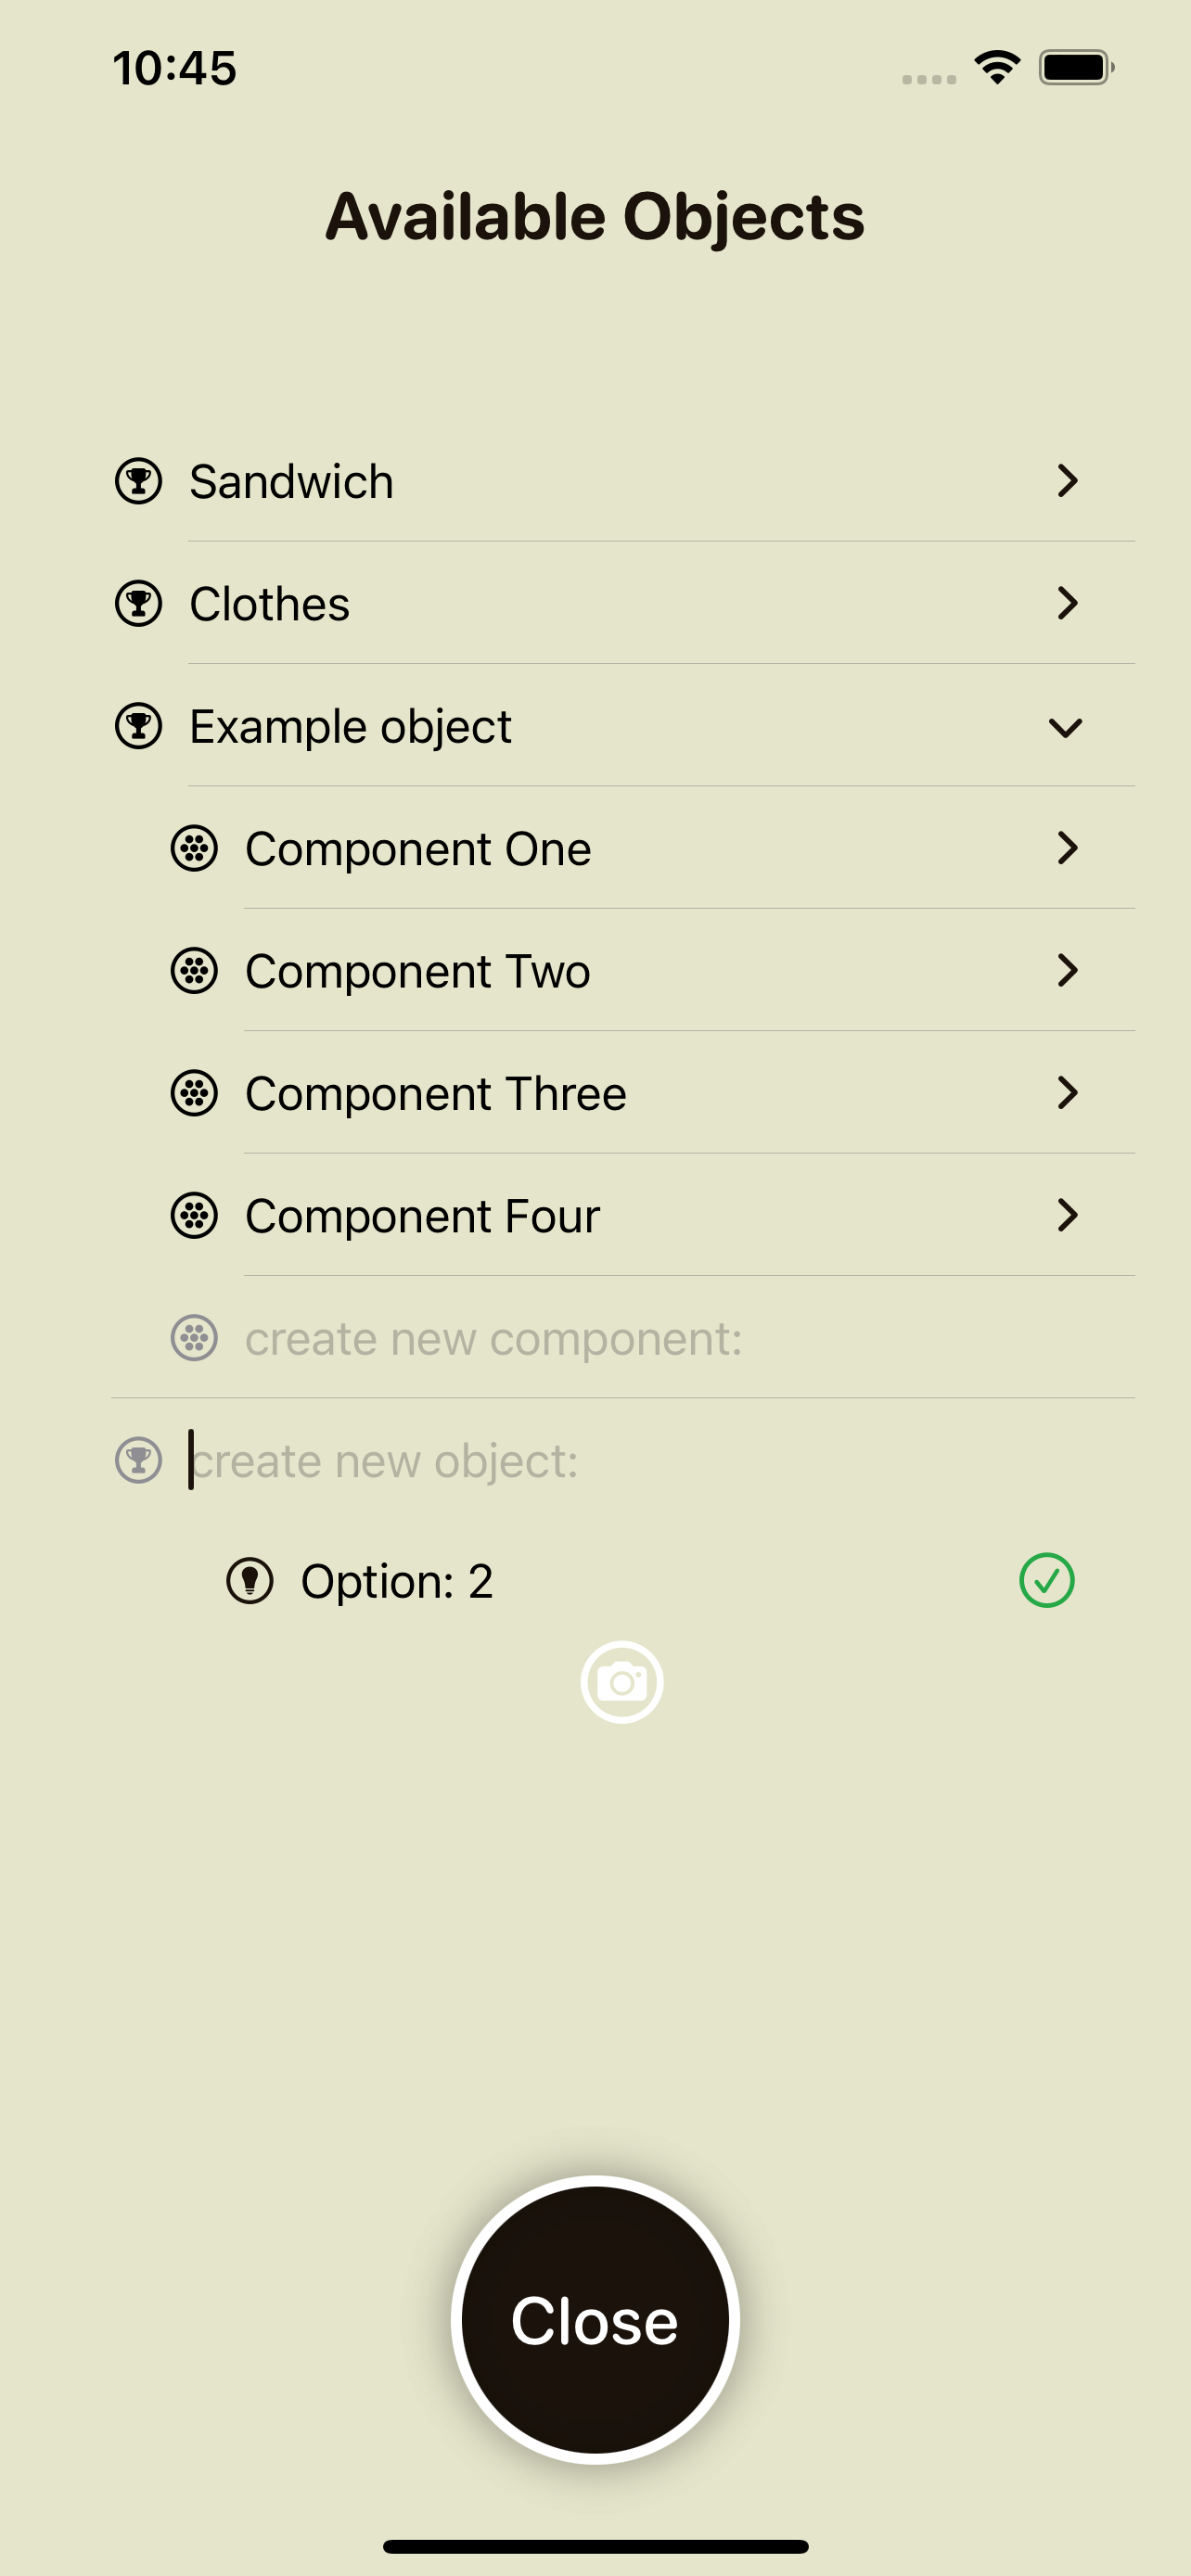 10:45
Available Objects
Sandwich
Clothes
Example object
Component One
Component Two
Component Three
Component Four
create new component:
create new object:
Option: 2
Close